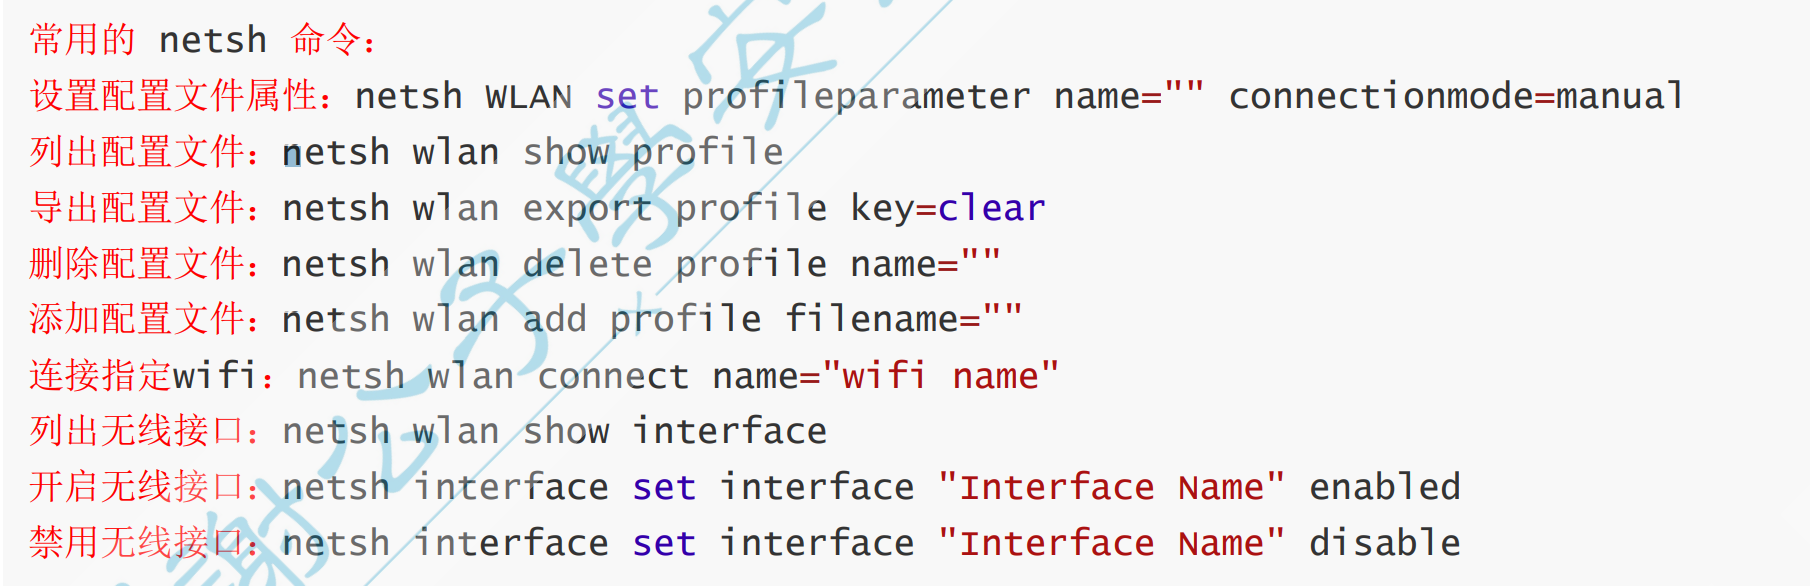 常用的 netsh 命令：
设置配置文件属性：netsh WLAN set profileparameter name="" connectionmode=manual
列出配置文件：netsh wlan show profile
导出配置文件：netsh wlan export profile key=clear
删除配置文件：netsh wlan delete profile name=""
添加配置文件：netsh wlan add profile filename=""
连接指定wifi：netsh wlan connect name="wifi name"
列出无线接口：netsh wlan show interface
开启无线接口：netsh interface set interface "Interface Name" enabled
禁用无线接口：netsh interface set interface "Interface Name" disable
謝公子學安